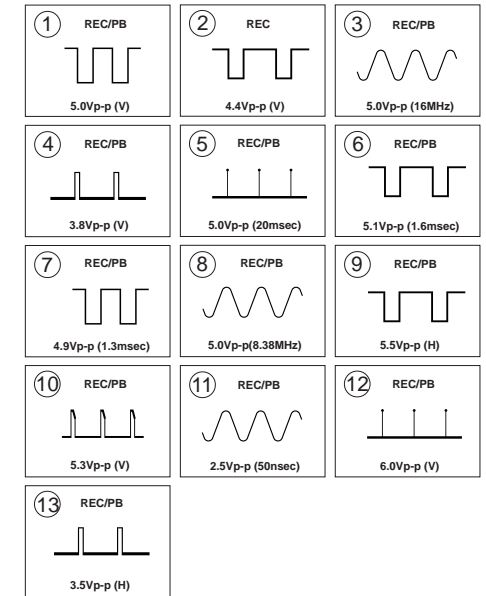 1 REC/PB
5.0Vp-p (V)
2 REC
4.4Vp-p (V)
3 REC/PB
5.0Vp-p (16MHz)
4 REC/PB
3.8Vp-p (V)
5 REC/PB
5.0Vp-p (20msec)
6 REC/PB
5.1Vp-p (1.6msec)
7 REC/PB
4.9Vp-p (1.3msec)
8 REC/PB
5.0Vp-p(8.38MHz)
9 REC/PB
5.5Vp-p (H)
10 REC/PB
5.3Vp-p (V)
11 REC/PB
2.5Vp-p (50nsec)
12 REC/PB
6.0Vp-p (V)
13 REC/PB
3.5Vp-p (H)